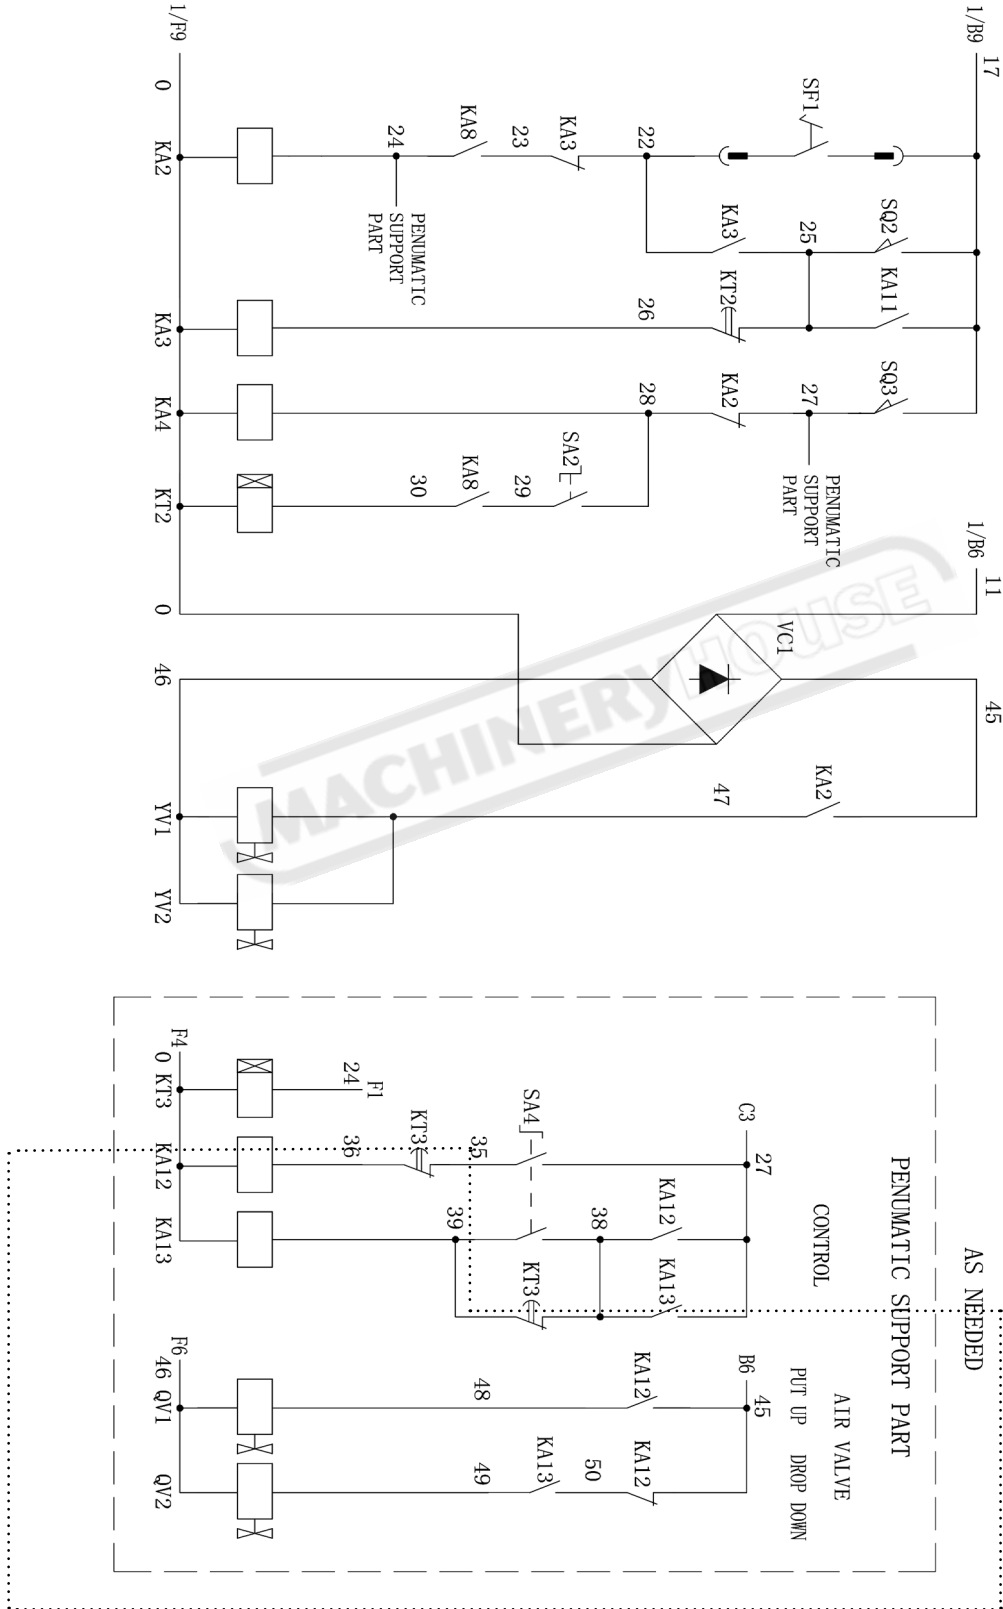 1/B9
17
SF1
22
KA3
23
KA8
24
PENUMATIC
SUPPORT
PART
KA2
0
1/F9
SQ2
25
KA3
KA11
KT2
26
KA3
SQ3
27
PENUMATIC
SUPPORT
PART
KA2
28
KA4
SA2
29
KA8
30
KT2
1/B6
11
0
VC1
45
46
KA2
47
YV1
YV2
MACHINERYHOUSE
AS NEEDED
PENUMATIC SUPPORT PART
CONTROL
AIR VALVE
PUT UP
DROP DOWN
F4
0
KT3
24
F1
C3
27
SA4
35
KT3
36
KA12
KA12
38
39
KA13
KA13
KT3
B6
45
F6
46
KA12
48
QV1
KA12
50
KA13
49
QV2